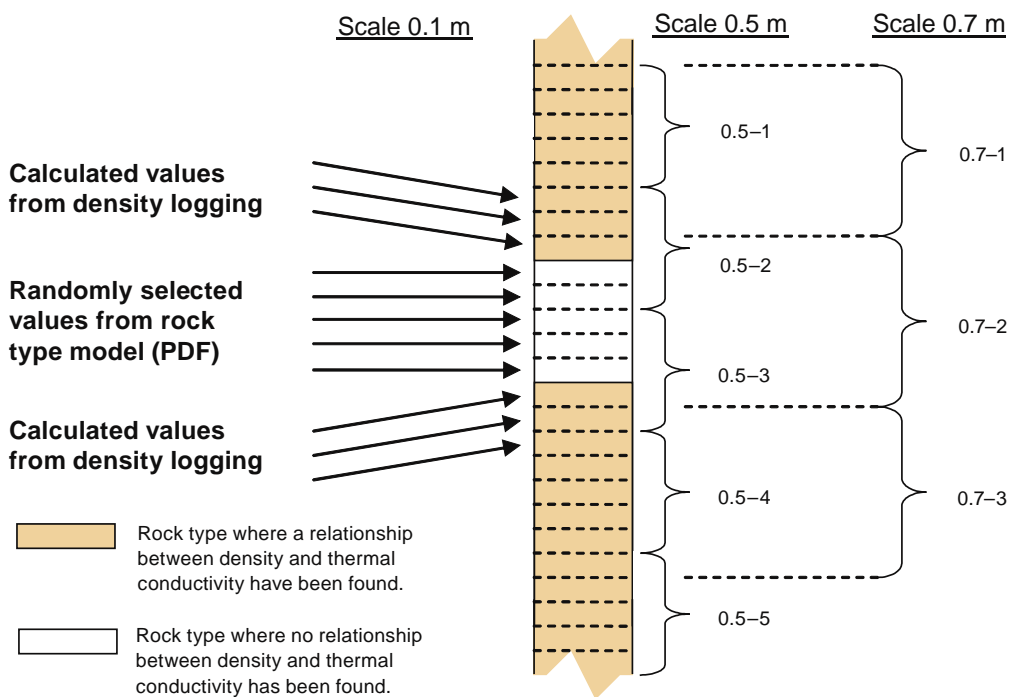 Scale 0.1 m
Scale 0.5 m
Scale 0.7 m
0.5–1
0.7–1
Calculated values
from density logging
0.5–2
Randomly selected
values from rock
type model (PDF)
0.7–2
0.5–3
Calculated values
from density logging
0.5–4
0.7–3
Rock type where a relationship
between density and thermal
conductivity have been found.
0.5–5
Rock type where no relationship
between density and thermal
conductivity has been found.